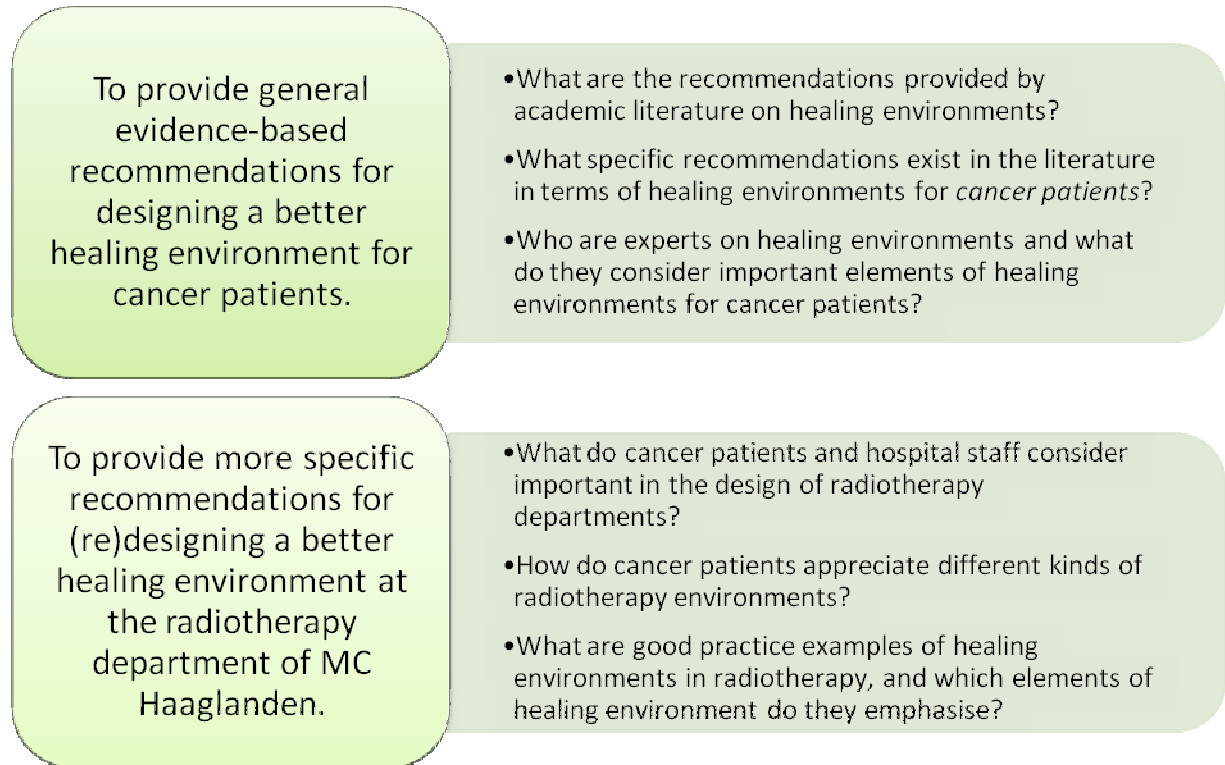 To provide general
evidence-based
recommendations for
designing a better
healing environment for
cancer patients.
•What are the recommendations provided by
academic literature on healing environments?
•What specific recommendations exist in the literature
in terms of healing environments for cancer patients?
•Who are experts on healing environments and what
do they consider important elements of healing
environments for cancer patients?
To provide more specific
recommendations for
(re)designing a better
healing environment at
the radiotherapy
department of MC
Haaglanden.
•What do cancer patients and hospital staff consider
important in the design of radiotherapy
departments?
•How do cancer patients appreciate different kinds of
radiotherapy environments?
•What are good practice examples of healing
environments in radiotherapy, and which elements of
healing environment do they emphasise?